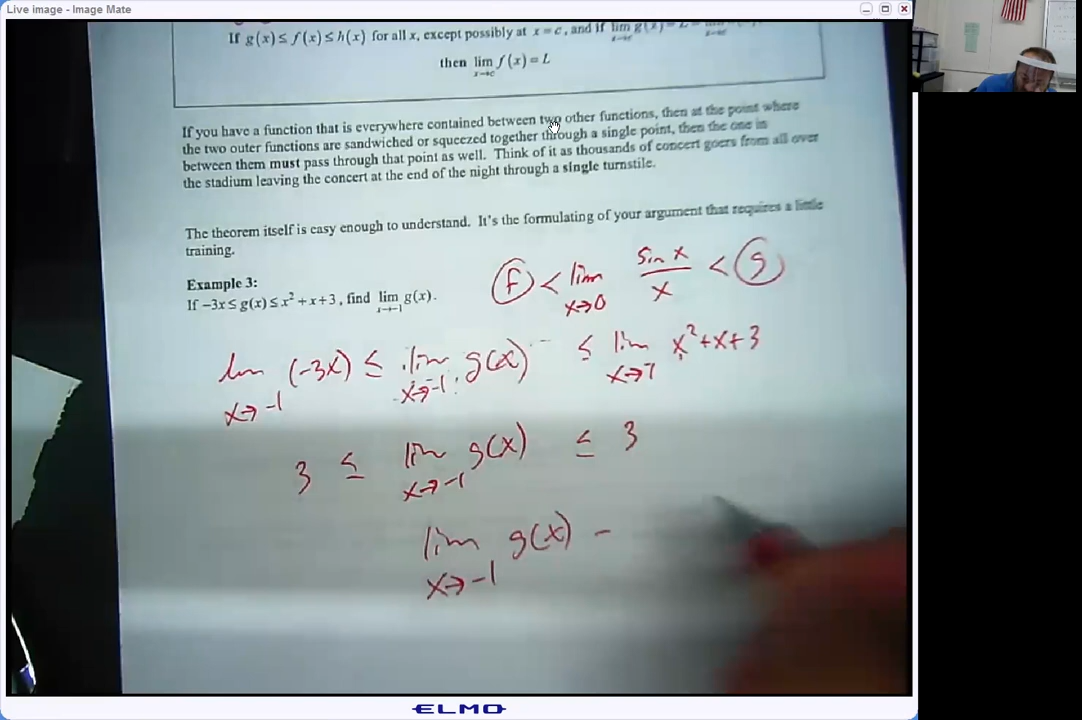 Live image - Image Mate
If g(x) ≤ f(x) ≤ h(x) for all x, except possibly at x = c, and if lim g(x) = L =
x→c
then lim f(x) = L
x→c
If you have a function that is everywhere contained between two other functions, then at the point where
the two outer functions are sandwiched or squeezed together through a single point, then the one in
between them must pass through that point as well. Think of it as thousands of concert goers from all over
the stadium leaving the concert at the end of the night through a single turnstile.
The theorem itself is easy enough to understand. It's the formulating of your argument that requires a little
training.
Example 3:
If −3x ≤ g(x) ≤ x² + x + 3, find lim g(x).
x→−1
f < lim sin x / x < g
x→0
lim (-3x) ≤ lim g(x) ≤ lim x² + x + 3
x→-1 x→-1 x→
3 ≤ lim g(x) ≤ 3
x→-1
lim g(x) -
x→-1
ELMO